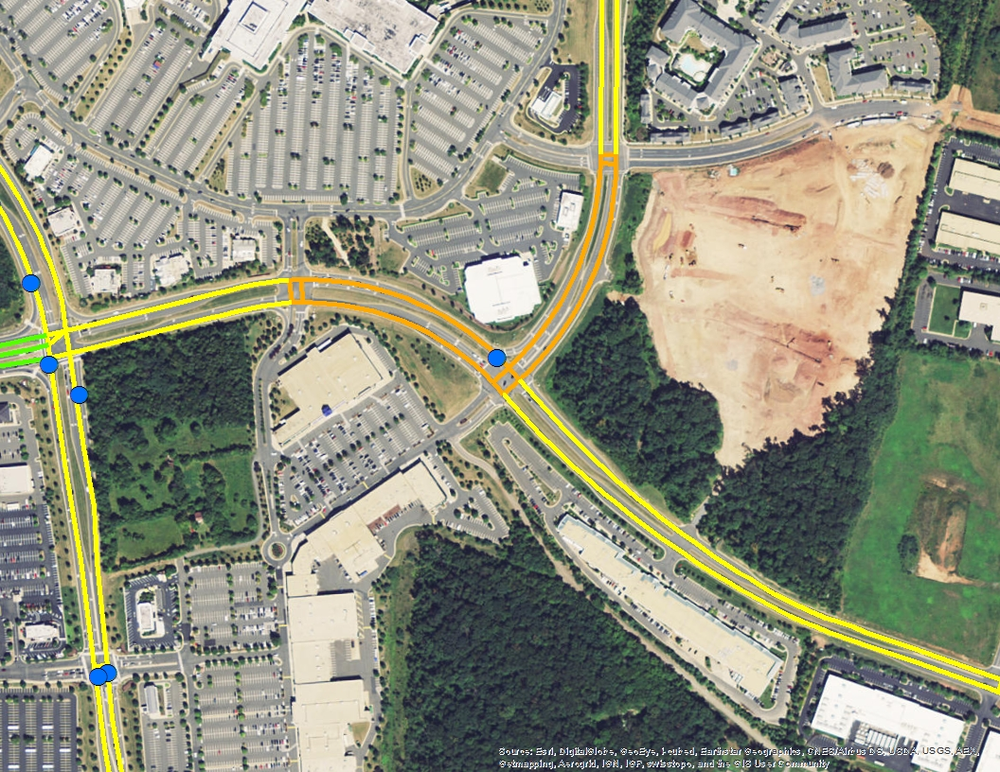 Source: Esri, DigitalGlobe, GeoEye, i-cubed, Earthstar Geographics, CNES/Airbus DS, USDA, USGS, AEX,
Getmapping, Aerogrid, IGN, IGP, swisstopo, and the GIS User Community